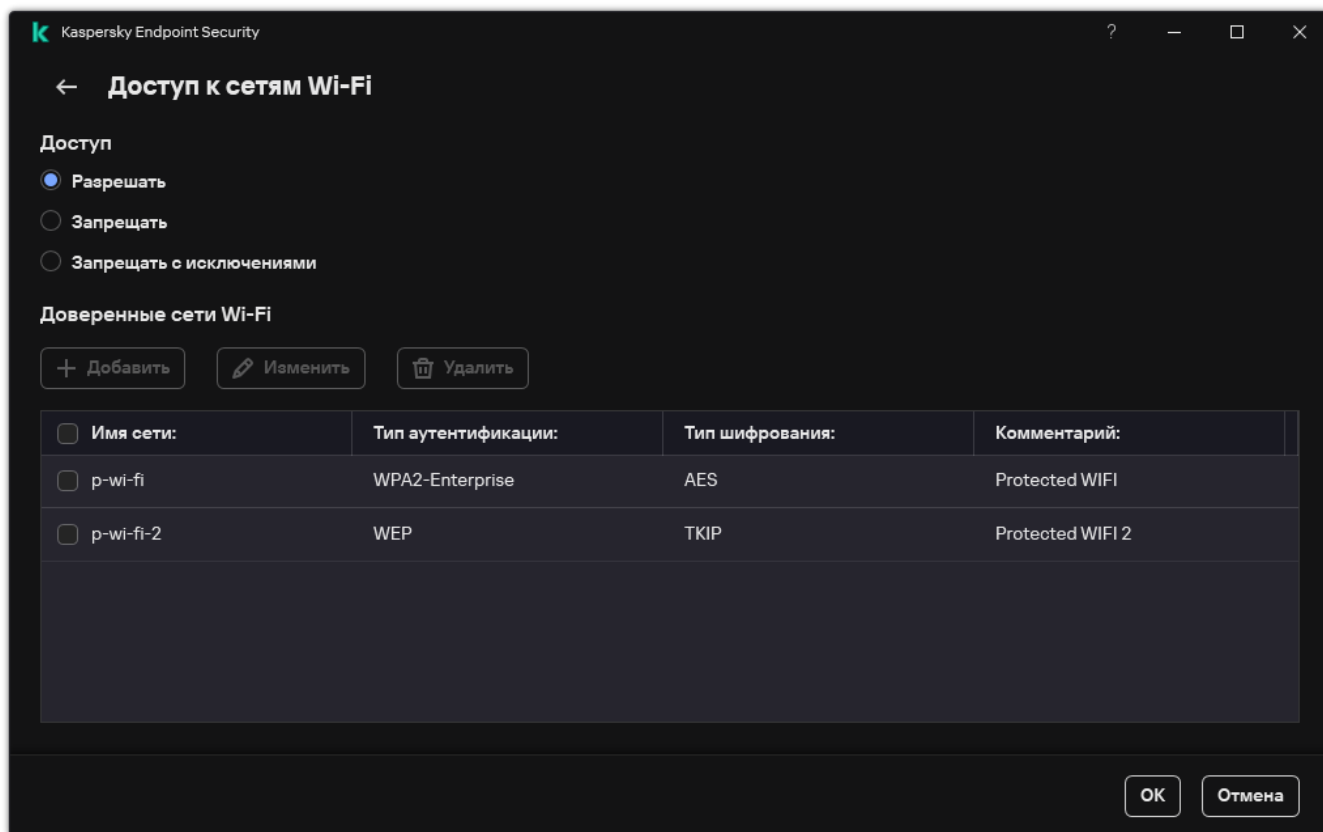 Kaspersky Endpoint Security
?
Доступ к сетям Wi-Fi
Доступ
Разрешать
Запрещать
Запрещать с исключениями
Доверенные сети Wi-Fi
Добавить Изменить Удалить
Имя сети: Тип аутентификации: Тип шифрования: Комментарий:
p-wi-fi WPA2-Enterprise AES Protected WIFI
p-wi-fi-2 WEP TKIP Protected WIFI 2
ОК Отмена